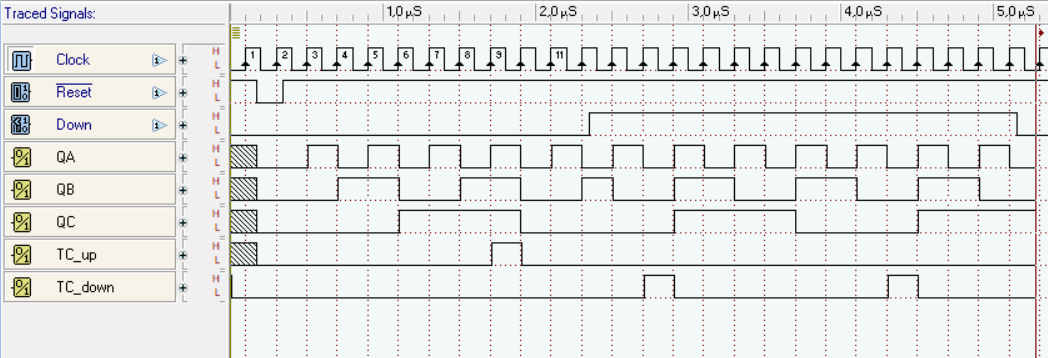 Traced Signals:
1,0µS 2,0µS 3,0µS 4,0µS 5,0µS
Clock H L 1 2 3 4 5 6 7 8 9 11
Reset H L
Down H L
QA H L
QB H L
QC H L
TC_up H L
TC_down H L